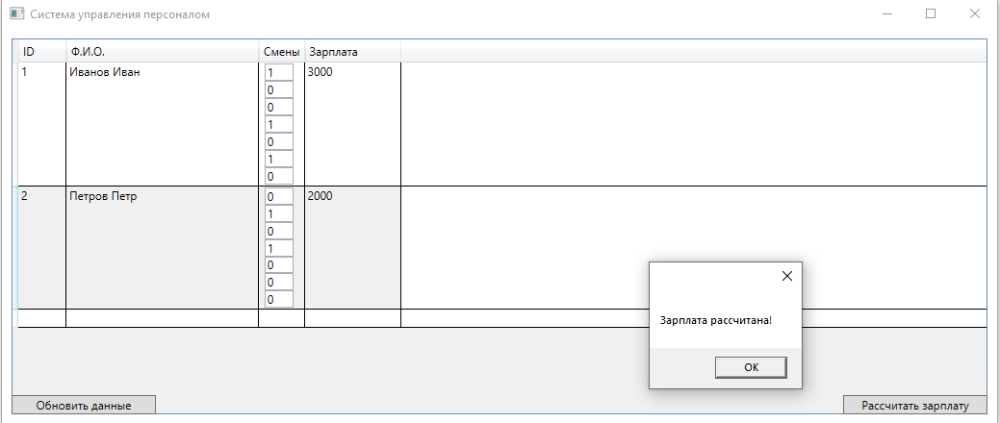 Система управления персоналом
ID Ф.И.О. Смены Зарплата
1 Иванов Иван 1 3000
0
0
1
0
1
0
2 Петров Петр 0 2000
1
0
1
0
0
0
Зарплата рассчитана!
OK
Обновить данные Рассчитать зарплату